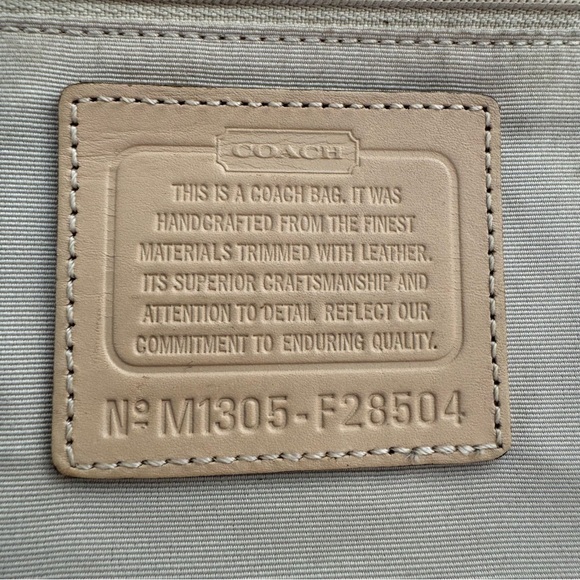 COACH
THIS IS A COACH BAG. IT WAS
HANDCRAFTED FROM THE FINEST
MATERIALS TRIMMED WITH LEATHER.
ITS SUPERIOR CRAFTSMANSHIP AND
ATTENTION TO DETAIL REFLECT OUR
COMMITMENT TO ENDURING QUALITY.
Nº M1305-F28504